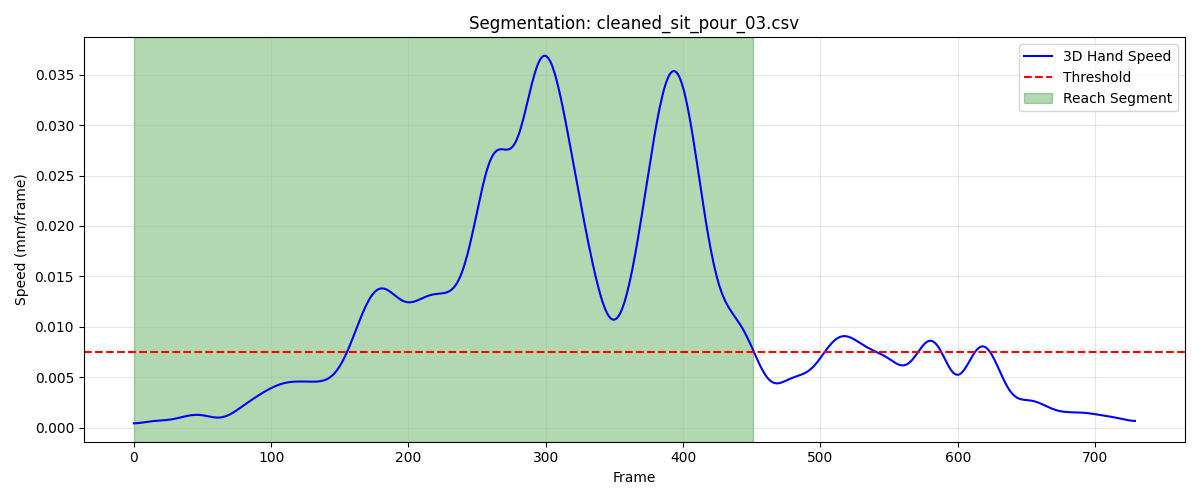 Segmentation: cleaned_sit_pour_03.csv
3D Hand Speed
Threshold
Reach Segment
Speed (mm/frame)
0.035
0.030
0.025
0.020
0.015
0.010
0.005
0.000
0 100 200 300 400 500 600 700
Frame